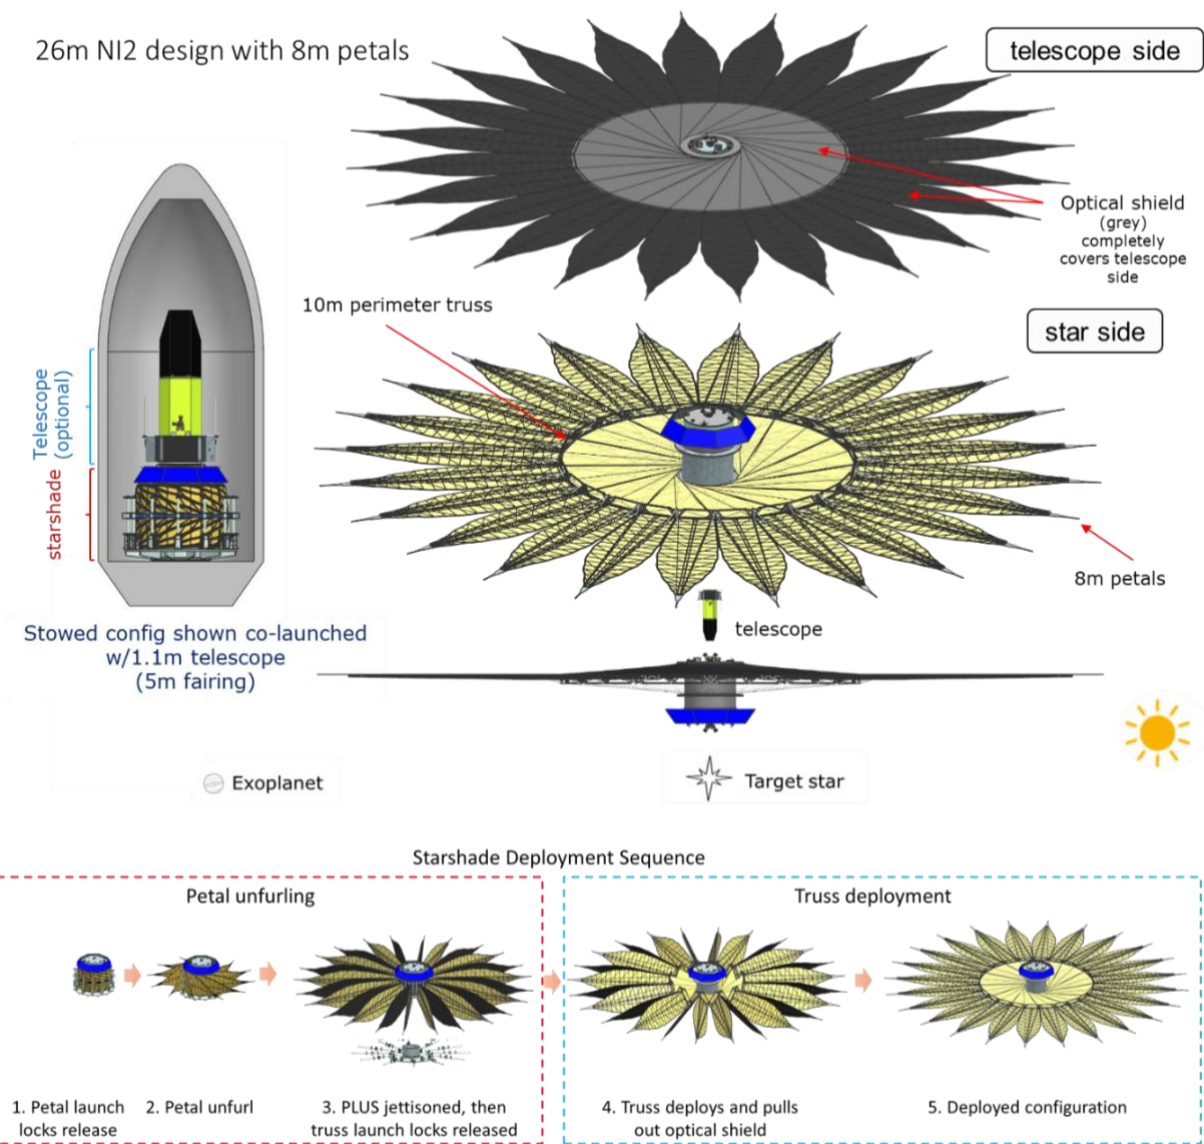 26m NI2 design with 8m petals
telescope side
Optical shield
(grey)
completely
covers telescope
side
10m perimeter truss
star side
Telescope
(optional)
starshade
8m petals
Stowed config shown co-launched
w/1.1m telescope
(5m fairing)
telescope
Exoplanet
Target star
Starshade Deployment Sequence
Petal unfurling
Truss deployment
1. Petal launch
locks release
2. Petal unfurl
3. PLUS jettisoned, then
truss launch locks released
4. Truss deploys and pulls
out optical shield
5. Deployed configuration